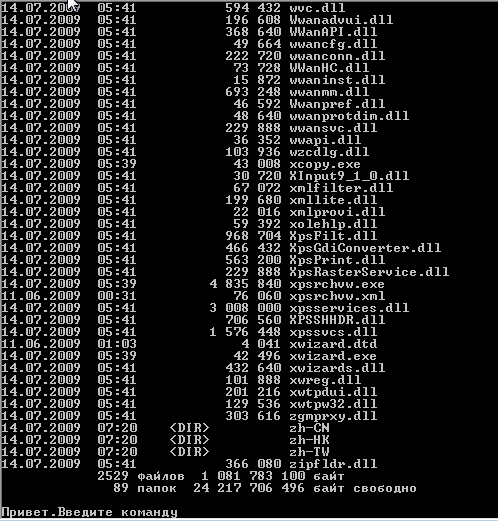 14.07.2009 05:41 594 432 wvc.dll
14.07.2009 05:41 196 608 Wwanadvui.dll
14.07.2009 05:41 368 640 WWanAPI.dll
14.07.2009 05:41 49 664 wwancfg.dll
14.07.2009 05:41 222 720 wwanconn.dll
14.07.2009 05:41 73 728 WWanHC.dll
14.07.2009 05:41 15 872 wwaninst.dll
14.07.2009 05:41 693 248 wwanmm.dll
14.07.2009 05:41 46 592 Wwanpref.dll
14.07.2009 05:41 48 640 wwanprotdim.dll
14.07.2009 05:41 229 888 wwansvc.dll
14.07.2009 05:41 36 352 wwapi.dll
14.07.2009 05:41 103 936 wzcdlg.dll
14.07.2009 05:39 43 008 xcopy.exe
14.07.2009 05:41 30 720 XInput9_1_0.dll
14.07.2009 05:41 67 072 xmlfilter.dll
14.07.2009 05:41 199 680 xmllite.dll
14.07.2009 05:41 22 016 xmlprovi.dll
14.07.2009 05:41 59 392 xolehlp.dll
14.07.2009 05:41 968 704 XpsFilt.dll
14.07.2009 05:41 466 432 XpsGdiConverter.dll
14.07.2009 05:41 563 200 XpsPrint.dll
14.07.2009 05:41 229 888 XpsRasterService.dll
14.07.2009 05:39 4 835 840 xpsrchvw.exe
11.06.2009 00:31 76 060 xpsrchvw.xml
14.07.2009 05:41 3 008 000 xpsservices.dll
14.07.2009 05:41 706 560 XPSSHHDR.dll
14.07.2009 05:41 1 576 448 xpssvcs.dll
11.06.2009 01:03 4 041 xwizard.dtd
14.07.2009 05:39 42 496 xwizard.exe
14.07.2009 05:41 432 640 xwizards.dll
14.07.2009 05:41 101 888 xwreg.dll
14.07.2009 05:41 201 216 xwtpdui.dll
14.07.2009 05:41 129 536 xwtpw32.dll
14.07.2009 05:41 303 616 zgmprxy.dll
14.07.2009 07:20 <DIR> zh-CN
14.07.2009 07:20 <DIR> zh-HK
14.07.2009 07:20 <DIR> zh-TW
14.07.2009 05:41 366 080 zipfldr.dll
2529 файлов 1 081 783 100 байт
89 папок 24 217 706 496 байт свободно
Привет.Введите команду